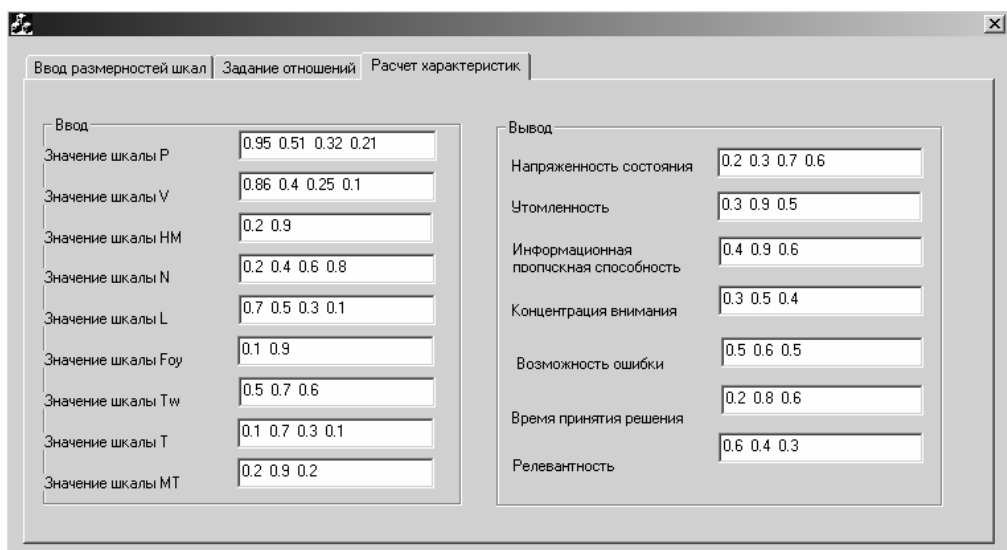 Ввод размерностей шкал Задание отношений Расчет характеристик
Ввод
Значение шкалы P 0.95 0.51 0.32 0.21
Значение шкалы V 0.86 0.4 0.25 0.1
Значение шкалы HM 0.2 0.9
Значение шкалы N 0.2 0.4 0.6 0.8
Значение шкалы L 0.7 0.5 0.3 0.1
Значение шкалы Foy 0.1 0.9
Значение шкалы Tw 0.5 0.7 0.6
Значение шкалы T 0.1 0.7 0.3 0.1
Значение шкалы MT 0.2 0.9 0.2
Вывод
Напряженность состояния 0.2 0.3 0.7 0.6
Утомленность 0.3 0.9 0.5
Информационная
пропускная способность 0.4 0.9 0.6
Концентрация внимания 0.3 0.5 0.4
Возможность ошибки 0.5 0.6 0.5
Время принятия решения 0.2 0.8 0.6
Релевантность 0.6 0.4 0.3